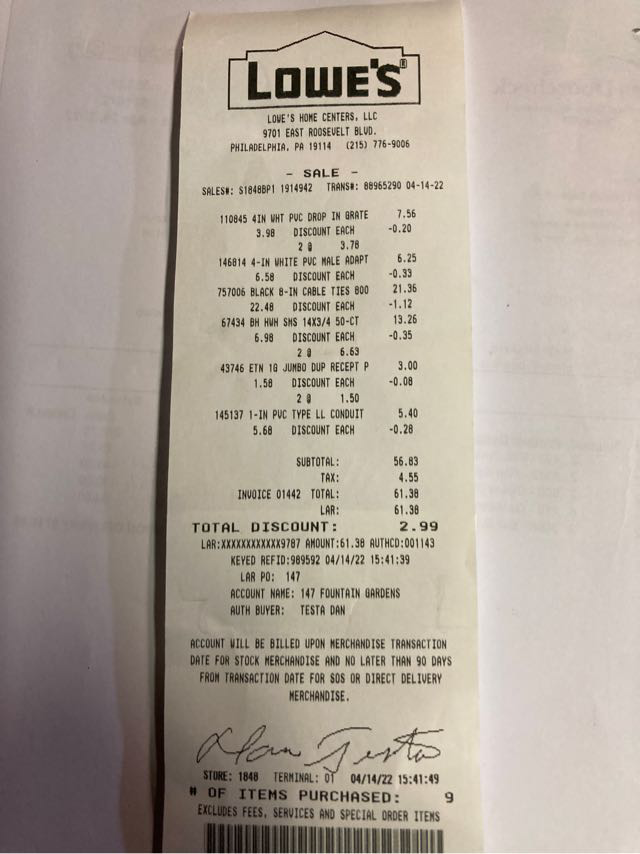 LOWE'S®
LOWE'S HOME CENTERS, LLC
9701 EAST ROOSEVELT BLVD.
PHILADELPHIA, PA 19114 (215) 776-9006
- SALE -
SALES#: S1848BP1 1914942 TRANS#: 88965290 04-14-22
110845 4IN WHT PVC DROP IN GRATE 7.56
3.98 DISCOUNT EACH -0.20
2 @ 3.78
146814 4-IN WHITE PVC MALE ADAPT 6.25
6.58 DISCOUNT EACH -0.33
757006 BLACK 8-IN CABLE TIES 800 21.36
22.48 DISCOUNT EACH -1.12
67434 BH HWH SMS 14X3/4 50-CT 13.26
6.98 DISCOUNT EACH -0.35
2 @ 6.63
43746 ETN 1G JUMBO DUP RECEPT P 3.00
1.58 DISCOUNT EACH -0.08
2 @ 1.50
145137 1-IN PVC TYPE LL CONDUIT 5.40
5.68 DISCOUNT EACH -0.28
SUBTOTAL: 56.83
TAX: 4.55
INVOICE 01442 TOTAL: 61.38
LAR: 61.38
TOTAL DISCOUNT: 2.99
LAR:XXXXXXXXXXXX9787 AMOUNT:61.38 AUTHCD:001143
KEYED REFID:989592 04/14/22 15:41:39
LAR PO: 147
ACCOUNT NAME: 147 FOUNTAIN GARDENS
AUTH BUYER: TESTA DAN
ACCOUNT WILL BE BILLED UPON MERCHANDISE TRANSACTION
DATE FOR STOCK MERCHANDISE AND NO LATER THAN 90 DAYS
FROM TRANSACTION DATE FOR SOS OR DIRECT DELIVERY
MERCHANDISE.
Dan Testa
STORE: 1848 TERMINAL: 01 04/14/22 15:41:49
# OF ITEMS PURCHASED: 9
EXCLUDES FEES, SERVICES AND SPECIAL ORDER ITEMS